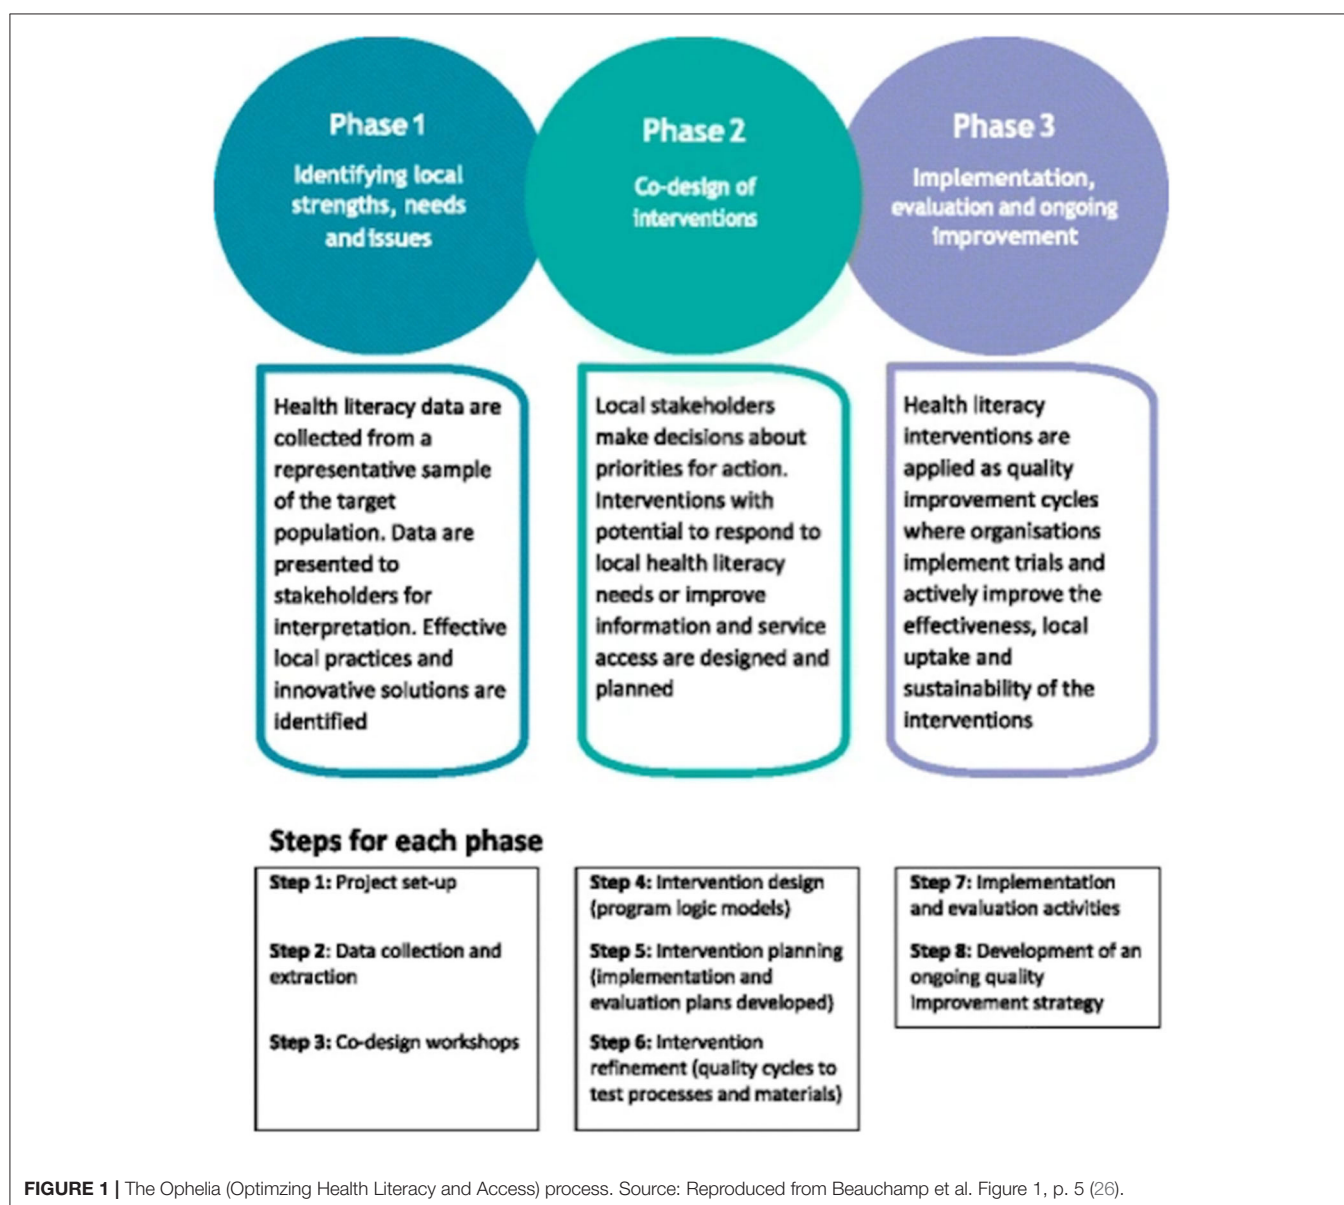 Phase 1
Identifying local
strengths, needs
and issues
Phase 2
Co-design of
interventions
Phase 3
Implementation,
evaluation and ongoing
improvement
Health literacy data are
collected from a
representative sample
of the target
population. Data are
presented to
stakeholders for
interpretation. Effective
local practices and
innovative solutions are
identified
Local stakeholders
make decisions about
priorities for action.
Interventions with
potential to respond to
local health literacy
needs or improve
information and service
access are designed and
planned
Health literacy
interventions are
applied as quality
improvement cycles
where organisations
implement trials and
actively improve the
effectiveness, local
uptake and
sustainability of the
interventions
Steps for each phase
Step 1: Project set-up
Step 2: Data collection and
extraction
Step 3: Co-design workshops
Step 4: Intervention design
(program logic models)
Step 5: Intervention planning
(implementation and
evaluation plans developed)
Step 6: Intervention
refinement (quality cycles to
test processes and materials)
Step 7: Implementation
and evaluation activities
Step 8: Development of an
ongoing quality
improvement strategy
FIGURE 1 | The Ophelia (Optimzing Health Literacy and Access) process. Source: Reproduced from Beauchamp et al. Figure 1, p. 5 (26).